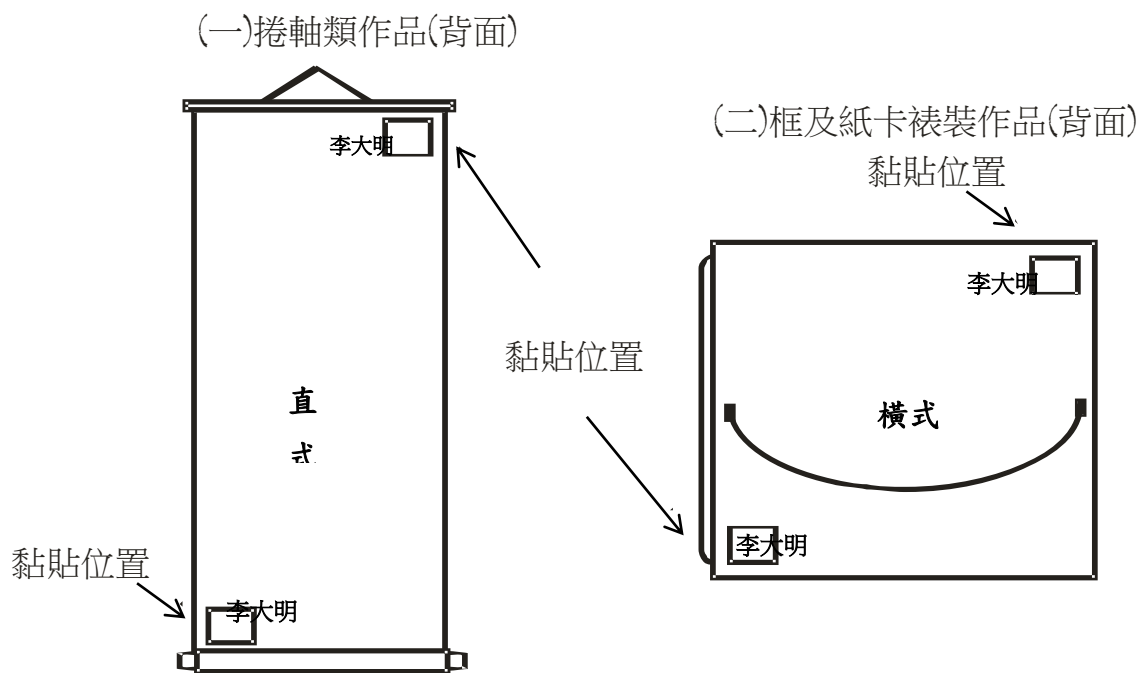 (一)捲軸類作品(背面)
李大明
直
式
黏貼位置
李大明
黏貼位置
(二)框及紙卡裱裝作品(背面)
黏貼位置
李大明
橫式
李大明